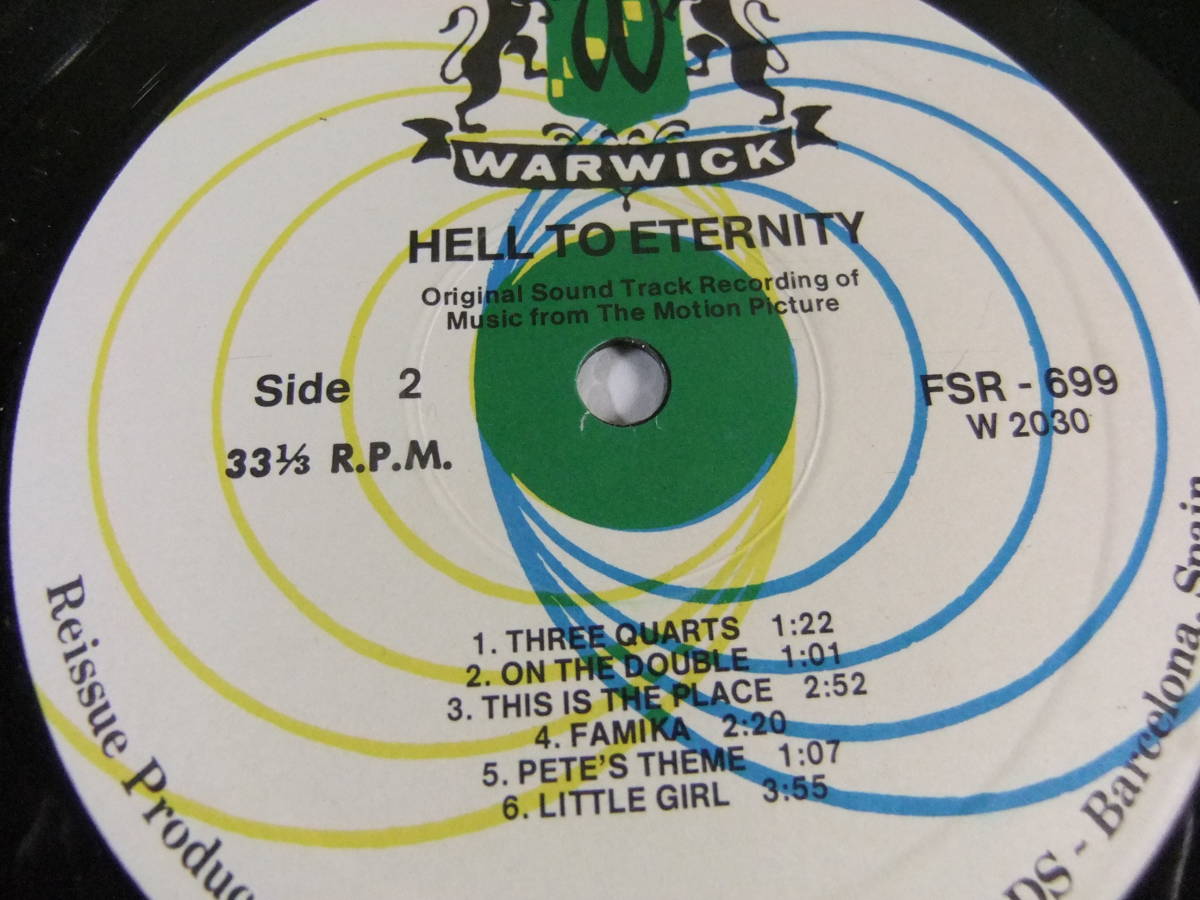 W
WARWICK
HELL TO ETERNITY
Original Sound Track Recording of
Music from The Motion Picture
Side 2
FSR - 699
W 2030
33⅓ R.P.M.
1. THREE QUARTS 1:22
2. ON THE DOUBLE 1:01
3. THIS IS THE PLACE 2:52
4. FAMIKA 2:20
5. PETE'S THEME 1:07
6. LITTLE GIRL 3:55
Reissue - Barcelona, Spain